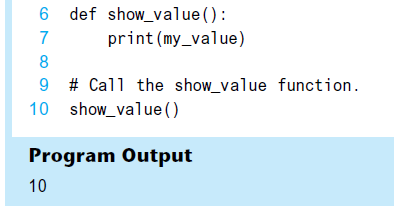 6 def show_value():
7     print(my_value)
8
9 # Call the show_value function.
10 show_value()
Program Output
10